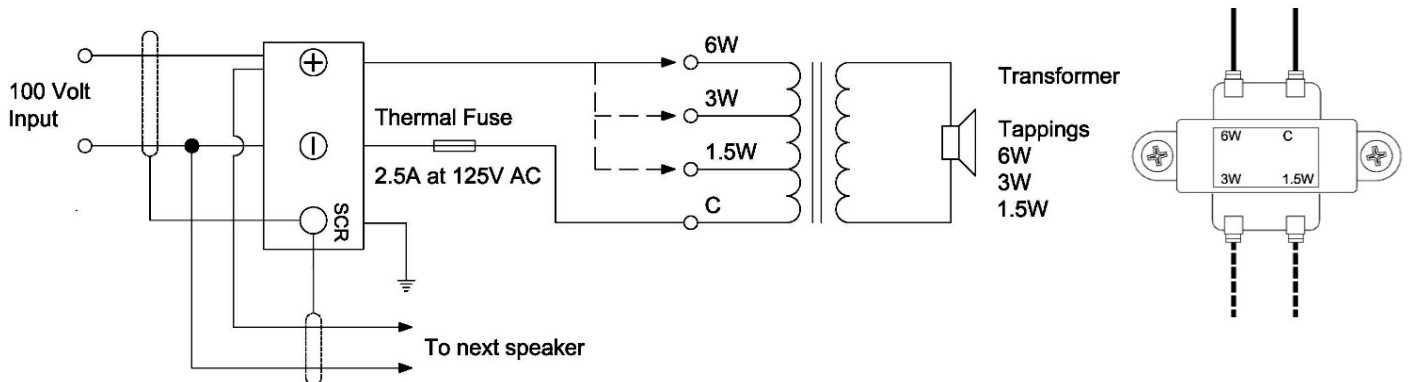 100 Volt
Input
+
−
SCR
Thermal Fuse
2.5A at 125V AC
To next speaker
6W
3W
1.5W
C
Transformer
Tappings
6W
3W
1.5W
6W C
3W 1.5W